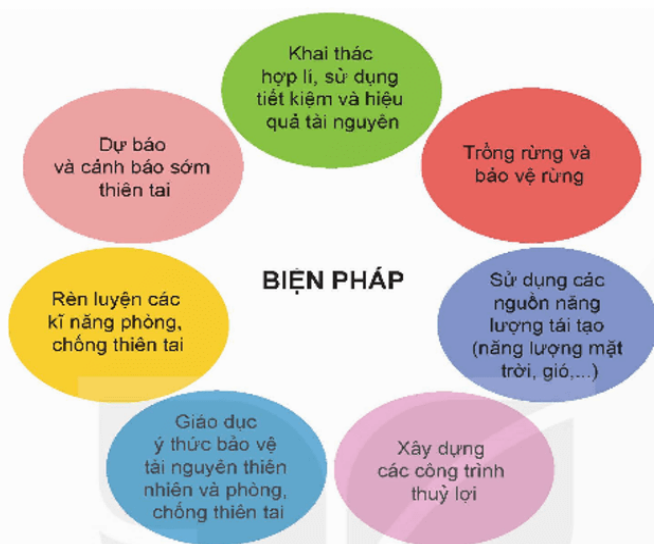 Khai thác
hợp lí, sử dụng
tiết kiệm và hiệu
quả tài nguyên
Trồng rừng và
bảo vệ rừng
Sử dụng các
nguồn năng
lượng tái tạo
(năng lượng mặt
trời, gió,...)
Xây dựng
các công trình
thuỷ lợi
Giáo dục
ý thức bảo vệ
tài nguyên thiên
nhiên và phòng,
chống thiên tai
Rèn luyện các
kĩ năng phòng,
chống thiên tai
Dự báo
và cảnh báo sớm
thiên tai
BIỆN PHÁP